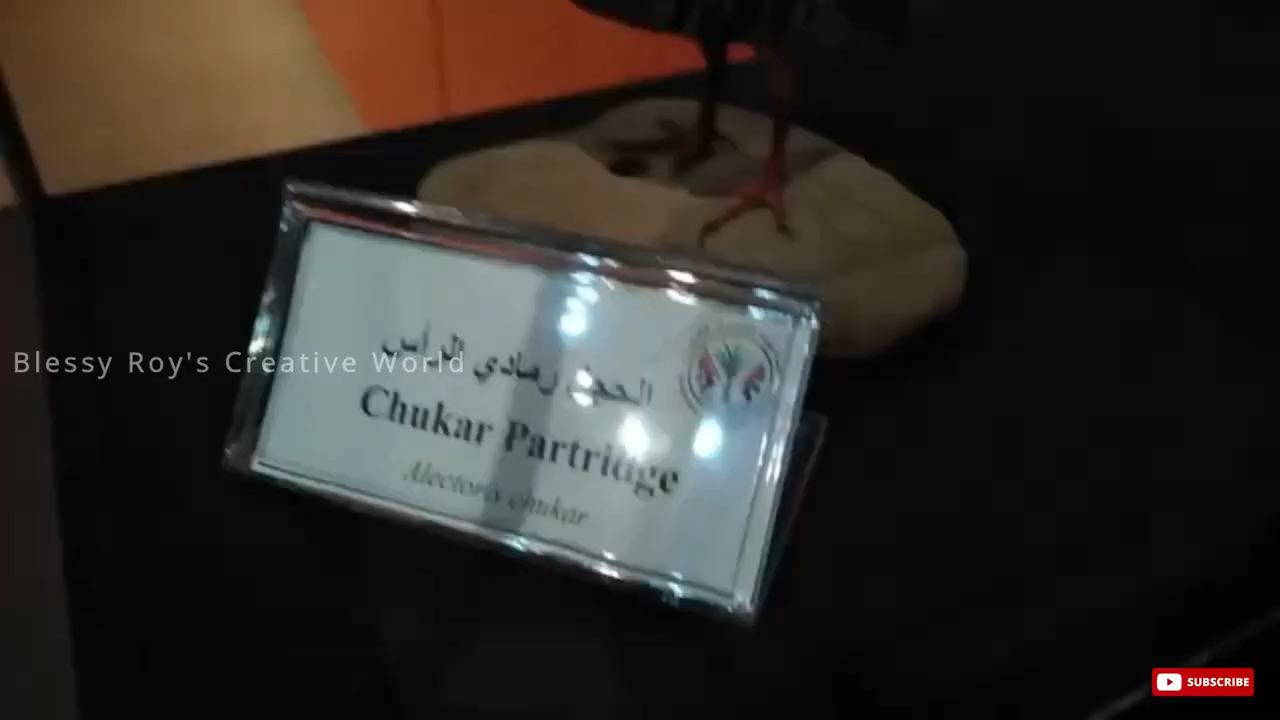 الحجل رمادي الرأس
Chukar Partridge
Alectoris chukar
Blessy Roy's Creative World
SUBSCRIBE